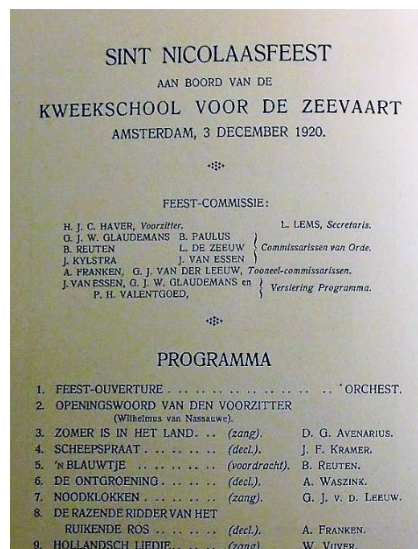 SINT NICOLAASFEEST
AAN BOORD VAN DE
KWEEKSCHOOL VOOR DE ZEEVAART
AMSTERDAM, 3 DECEMBER 1920.
FEEST-COMMISSIE:
H. J. C. HAVER, Voorzitter. L. LEMS, Secretaris.
G. J. W. GLAUDEMANS B. PAULUS
B. REUTEN L. DE ZEEUW Commissarissen van Orde.
J. KYLSTRA J. VAN ESSEN
A. FRANKEN, G. J. VAN DER LEEUW, Tooneel-commissarissen.
J. VAN ESSEN, G. J. W. GLAUDEMANS en
P. H. VALENTGOED, Versiering Programma.
PROGRAMMA
1. FEEST-OUVERTURE . . . . . . . . . . . . . . . . ORCHEST.
2. OPENINGSWOORD VAN DEN VOORZITTER
(Wilhelmus van Nassauwe).
3. ZOMER IS IN HET LAND. . . . (zang). D. G. AVENARIUS.
4. SCHEEPSPRAAT . . . . . . . . (decl.). J. F. KRAMER.
5. 'N BLAUWTJE . . . . . . . . (voordracht). B. REUTEN.
6. DE ONTGROENING . . . . . . (decl.). A. WASZINK.
7. NOODKLOKKEN . . . . . . . . (zang). G. J. V. D. LEEUW.
8. DE RAZENDE RIDDER VAN HET
RUIKENDE ROS . . . . . . (decl.). A. FRANKEN.
9. HOLLANDSCH LIEDJE. . . . . . (zang). W. VIJVER.